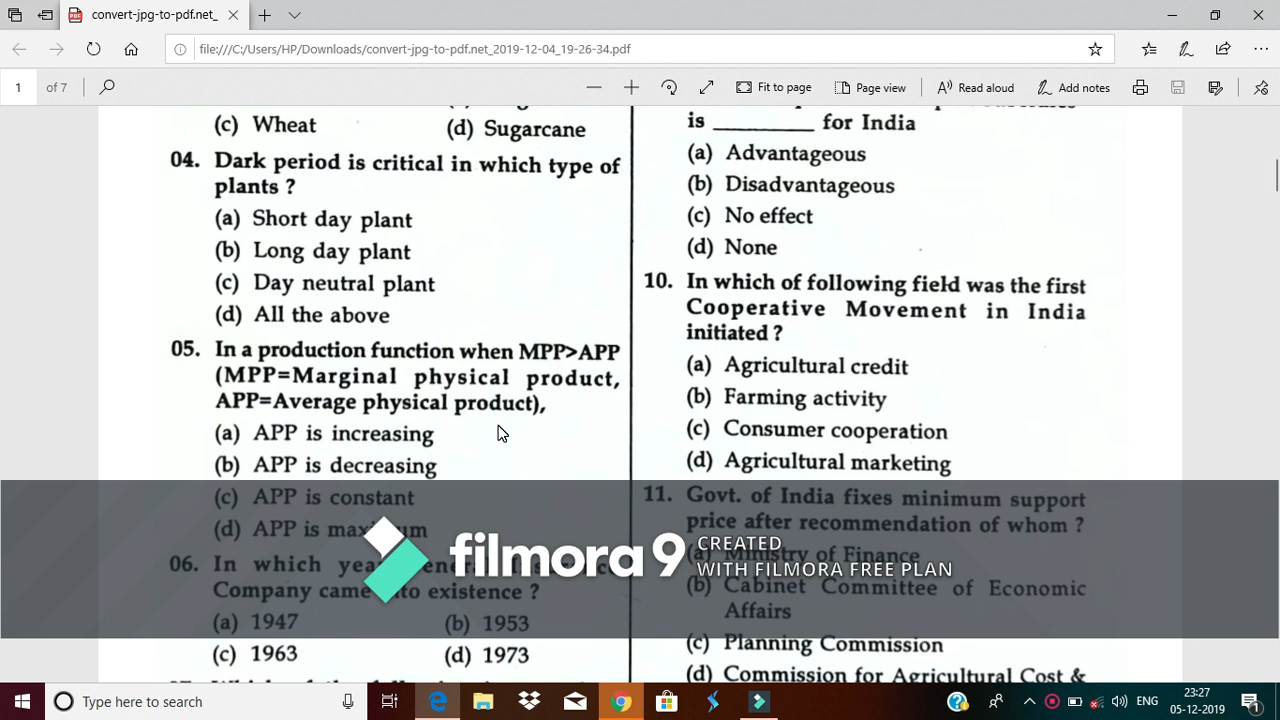 jpg-to-pdf.net_
convert-jpg-to-pdf.net_
file:///C:/Users/HP/Downloads/convert-jpg-to-pdf.net_2019-12-04_19-26-34.pdf
1 of 7
Fit to page
Page view
Read aloud
Add notes
(c) Wheat
(d) Sugarcane
04. Dark period is critical in which type of
plants ?
(a) Short day plant
(b) Long day plant
(c) Day neutral plant
(d) All the above
05. In a production function when MPP>APP
(MPP=Marginal physical product,
APP=Average physical product),
(a) APP is increasing
(b) APP is decreasing
(c) APP is constant
(d) APP is
06. In which
Company came ?
existence
(a) 1947
(b) 1953
(c) 1963
(d) 1973
is ________ for India
(a) Advantageous
(b) Disadvantageous
(c) No effect
(d) None
10. In which of following field was the first
Cooperative Movement in India
initiated ?
(a) Agricultural credit
(b) Farming activity
(c) Consumer cooperation
(d) Agricultural marketing
11. Govt. of India fixes minimum support
price after recommendation of whom ?
(a) Ministry of Finance
(b) Cabinet Committee of Economic
Affairs
(c) Planning Commission
(d) Commission for Agricultural Cost &
filmora 9
CREATED
WITH FILMORA FREE PLAN
Type here to search
ENG
23:27
05-12-2019